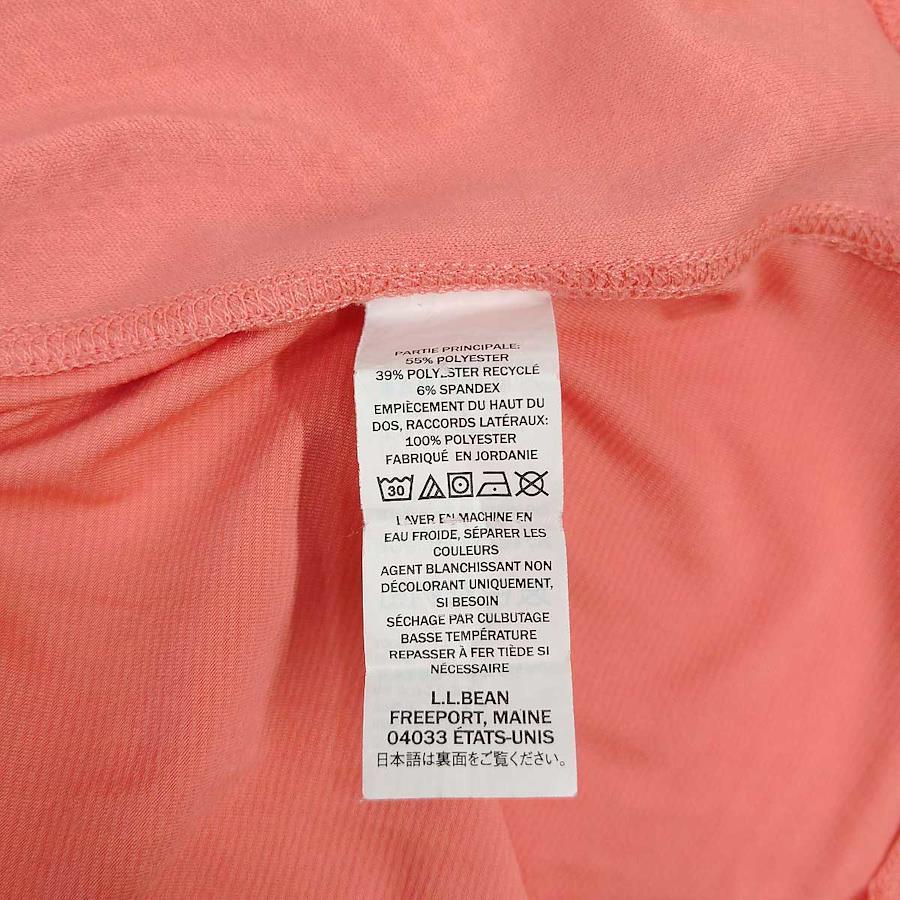 PARTIE PRINCIPALE:
55% POLYESTER
39% POLYESTER RECYCLÉ
6% SPANDEX
EMPIÈCEMENT DU HAUT DU
DOS, RACCORDS LATÉRAUX:
100% POLYESTER
FABRIQUÉ EN JORDANIE
30
LAVER EN MACHINE EN
EAU FROIDE, SÉPARER LES
COULEURS
AGENT BLANCHISSANT NON
DÉCOLORANT UNIQUEMENT,
SI BESOIN
SÉCHAGE PAR CULBUTAGE
BASSE TEMPÉRATURE
REPASSER À FER TIÈDE SI
NÉCESSAIRE
L.L.BEAN
FREEPORT, MAINE
04033 ÉTATS-UNIS
日本語は裏面をご覧ください。